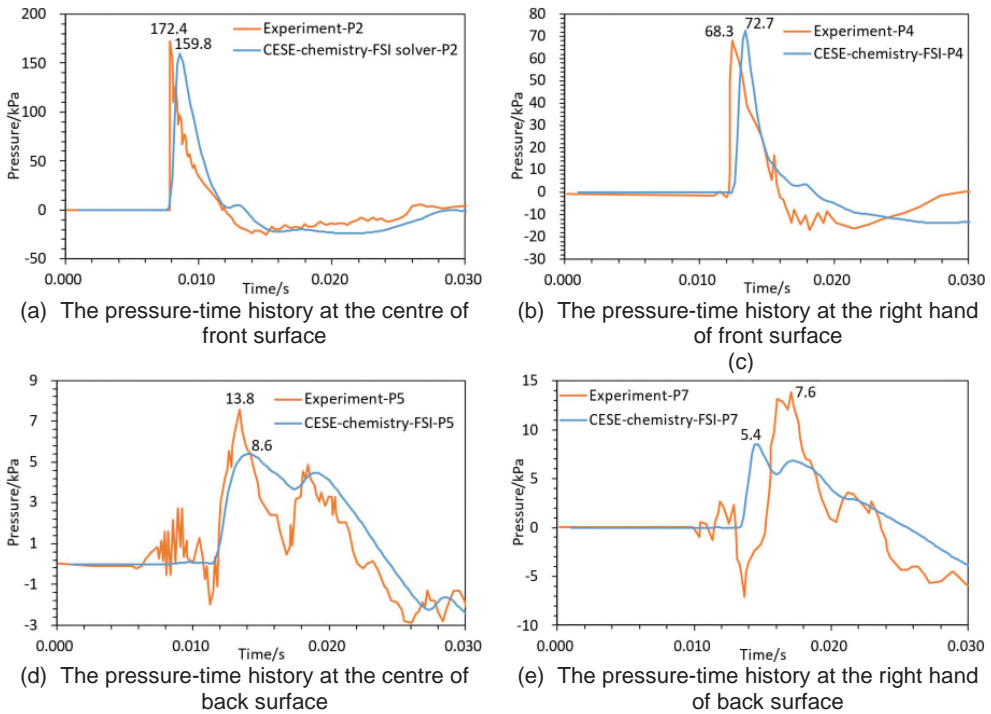 200
150
100
50
0
-50
Pressure/kPa
172.4
159.8
Experiment-P2
CESE-chemistry-FSI solver-P2
0.000
0.010
0.020
0.030
Time/s
(a) The pressure-time history at the centre of
front surface
80
70
60
50
40
30
20
10
0
-10
-20
-30
Pressure/kPa
68.3
72.7
Experiment-P4
CESE-chemistry-FSI-P4
0.000
0.010
0.020
0.030
Time/s
(b) The pressure-time history at the right hand
of front surface
(c)
9
7
5
3
1
-1
-3
Pressure/kPa
13.8
8.6
Experiment-P5
CESE-chemistry-FSI-P5
0.000
0.010
0.020
0.030
Time/s
(d) The pressure-time history at the centre of
back surface
15
10
5
0
-5
-10
Pressure/kPa
Experiment-P7
CESE-chemistry-FSI-P7
7.6
5.4
0.000
0.010
0.020
0.030
Time/s
(e) The pressure-time history at the right hand
of back surface